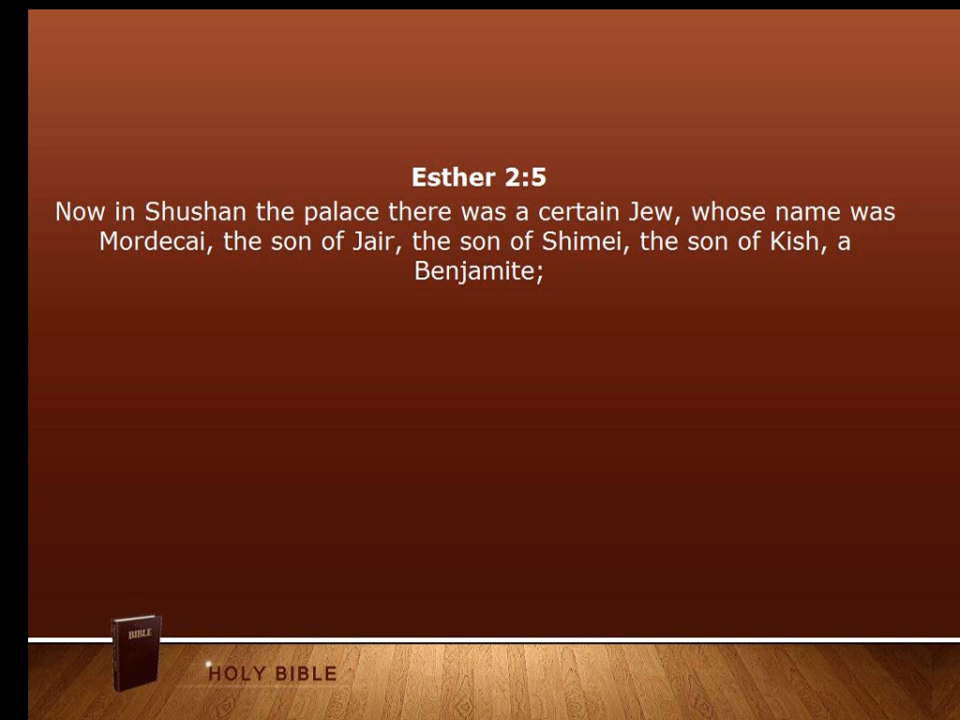 Esther 2:5
Now in Shushan the palace there was a certain Jew, whose name was
Mordecai, the son of Jair, the son of Shimei, the son of Kish, a
Benjamite;
BIBLE
HOLY BIBLE